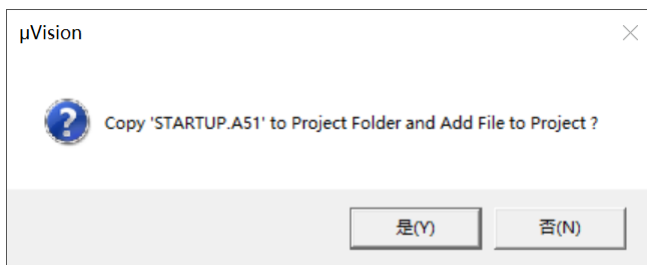 µVision
Copy 'STARTUP.A51' to Project Folder and Add File to Project ?
是(Y)
否(N)